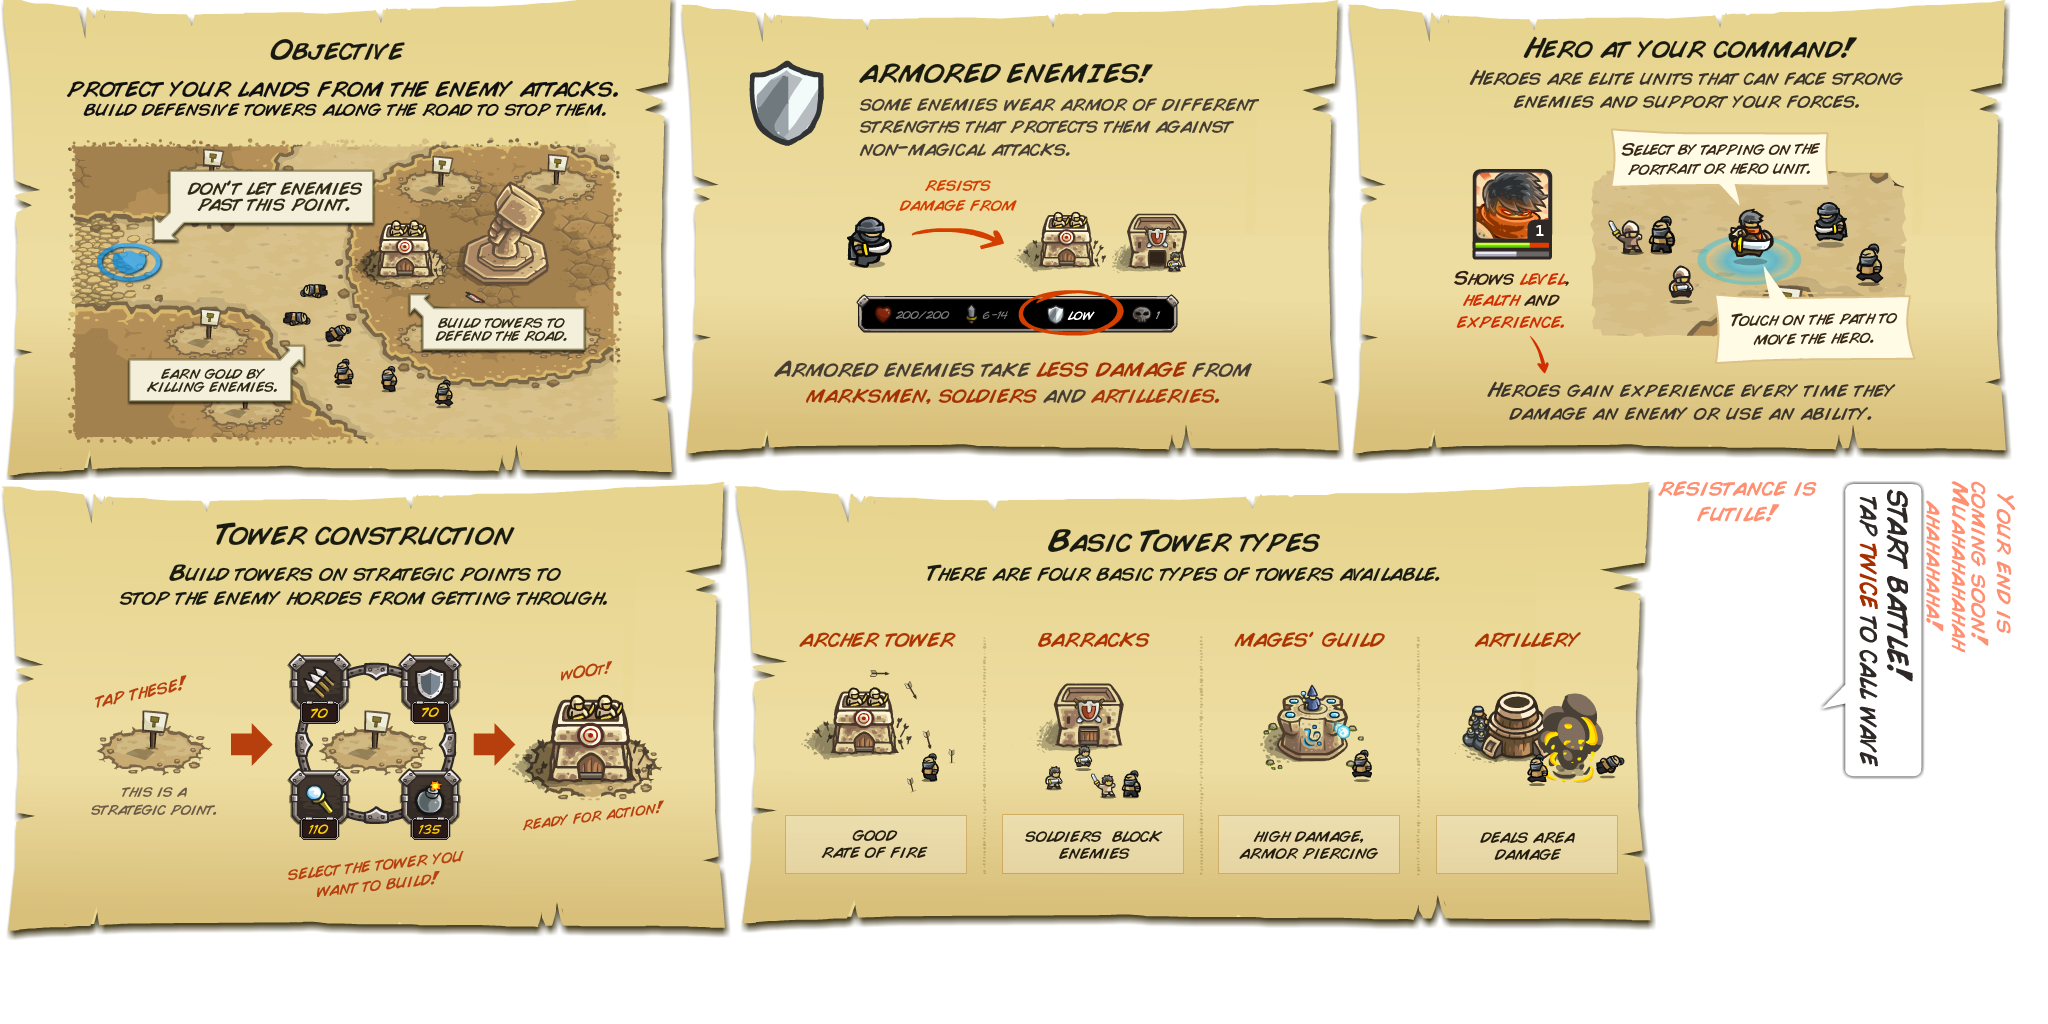 OBJECTIVE
PROTECT YOUR LANDS FROM THE ENEMY ATTACKS.
BUILD DEFENSIVE TOWERS ALONG THE ROAD TO STOP THEM.
DON'T LET ENEMIES
PAST THIS POINT.
BUILD TOWERS TO
DEFEND THE ROAD.
EARN GOLD BY
KILLING ENEMIES.
ARMORED ENEMIES!
SOME ENEMIES WEAR ARMOR OF DIFFERENT
STRENGTHS THAT PROTECTS THEM AGAINST
NON-MAGICAL ATTACKS.
RESISTS
DAMAGE FROM
200/200 6-14 LOW 1
ARMORED ENEMIES TAKE LESS DAMAGE FROM
MARKSMEN, SOLDIERS AND ARTILLERIES.
HERO AT YOUR COMMAND!
HEROES ARE ELITE UNITS THAT CAN FACE STRONG
ENEMIES AND SUPPORT YOUR FORCES.
SELECT BY TAPPING ON THE
PORTRAIT OR HERO UNIT.
1
SHOWS LEVEL,
HEALTH AND
EXPERIENCE.
TOUCH ON THE PATH TO
MOVE THE HERO.
HEROES GAIN EXPERIENCE EVERY TIME THEY
DAMAGE AN ENEMY OR USE AN ABILITY.
TOWER CONSTRUCTION
BUILD TOWERS ON STRATEGIC POINTS TO
STOP THE ENEMY HORDES FROM GETTING THROUGH.
TAP THESE!
THIS IS A
STRATEGIC POINT.
70 70
110 135
SELECT THE TOWER YOU
WANT TO BUILD!
WOOT!
READY FOR ACTION!
BASIC TOWER TYPES
THERE ARE FOUR BASIC TYPES OF TOWERS AVAILABLE.
ARCHER TOWER
GOOD
RATE OF FIRE
BARRACKS
SOLDIERS BLOCK
ENEMIES
MAGES' GUILD
HIGH DAMAGE,
ARMOR PIERCING
ARTILLERY
DEALS AREA
DAMAGE
RESISTANCE IS
FUTILE!
START BATTLE!
TAP TWICE TO CALL WAVE
YOUR END IS
COMING SOON!
MUAHAHAHAH
AHAHAHAHA!